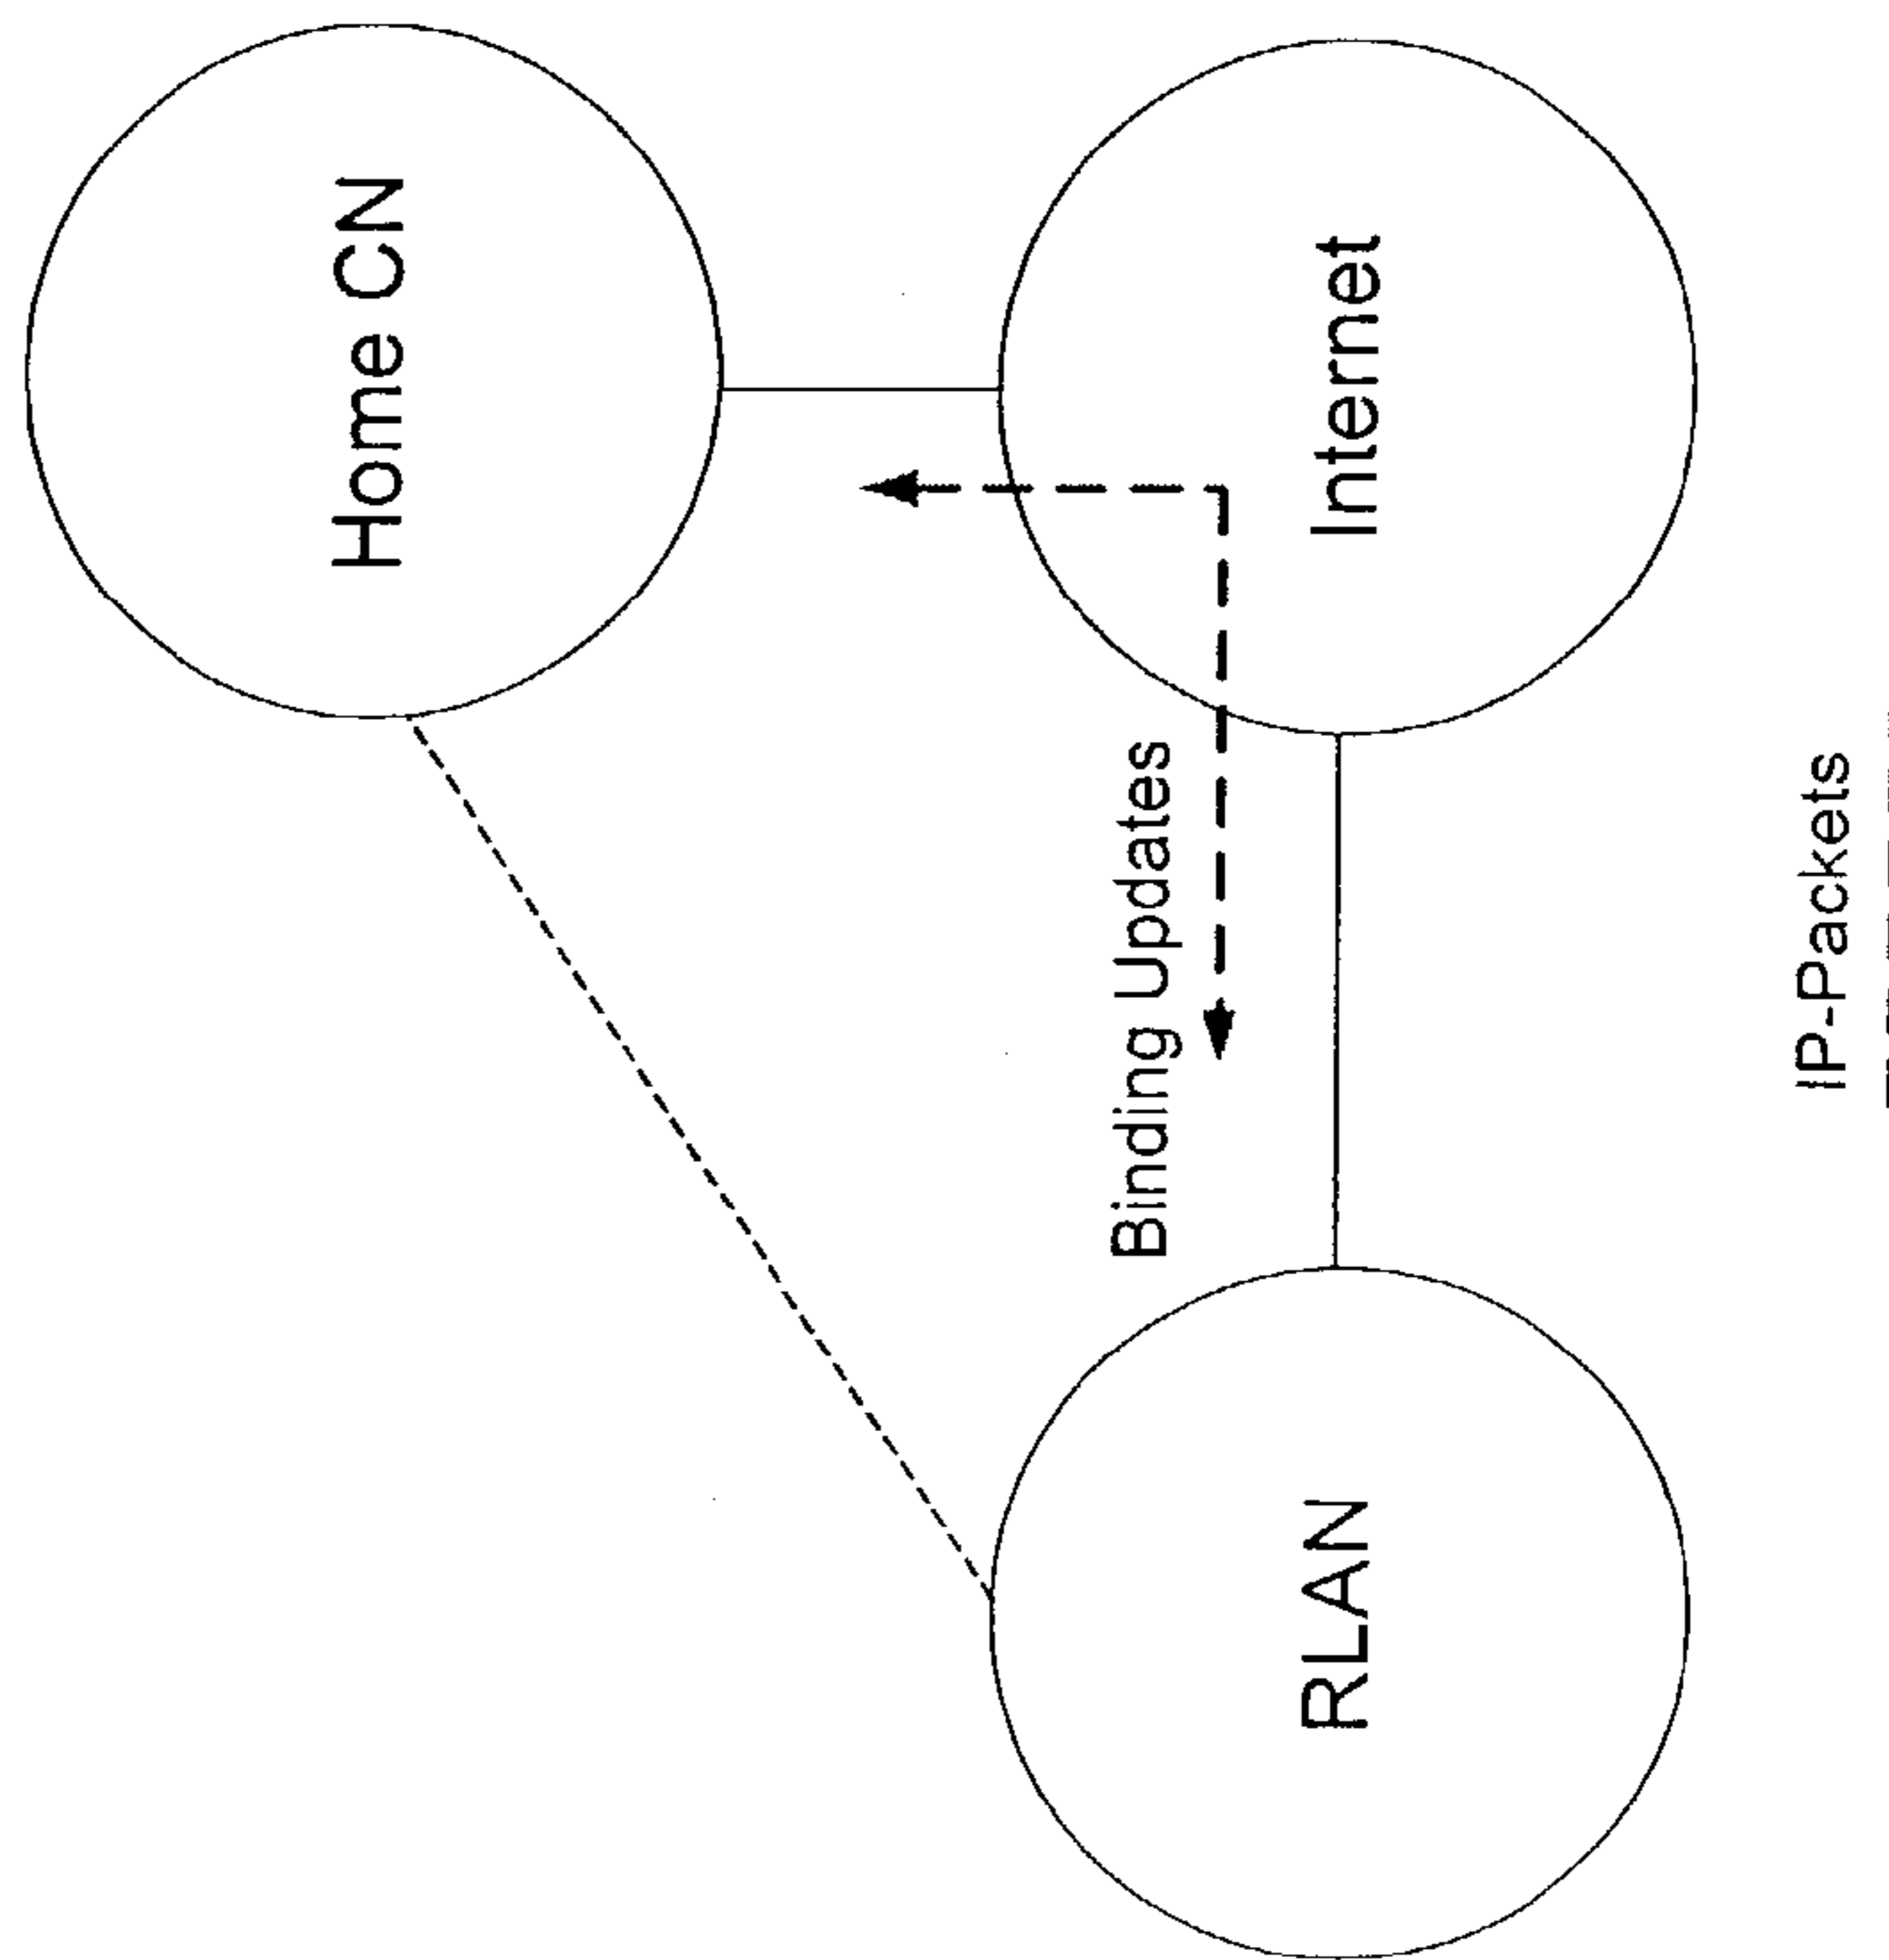 Home CN
Internet
Binding Updates
RLAN
IP-Packets